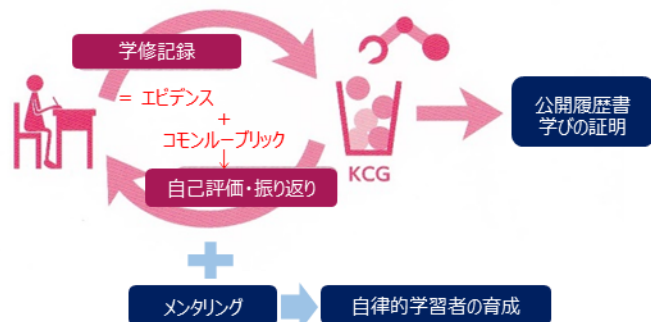 学修記録
= エビデンス
+
コモンルーブリック
↓
自己評価・振り返り
KCG
公開履歴書
学びの証明
メンタリング
自律的学習者の育成